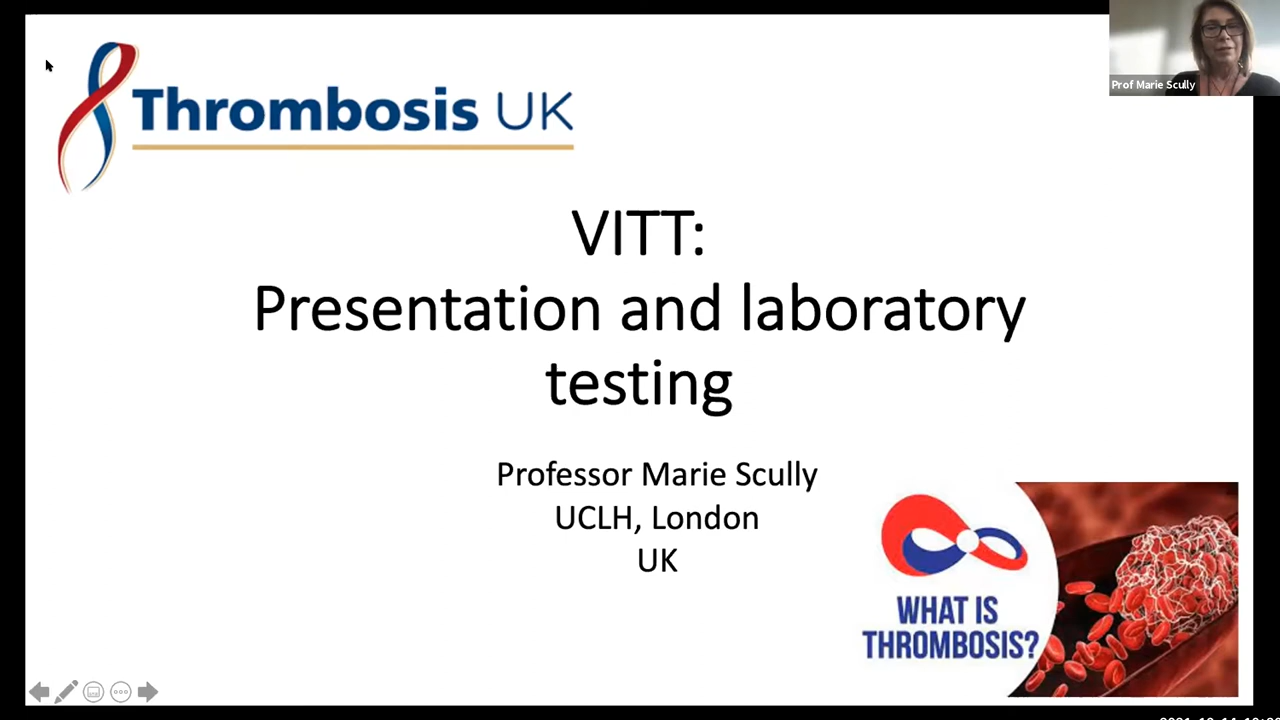 Prof Marie Scully
Thrombosis UK
VITT:
Presentation and laboratory
testing
Professor Marie Scully
UCLH, London
UK
WHAT IS
THROMBOSIS?